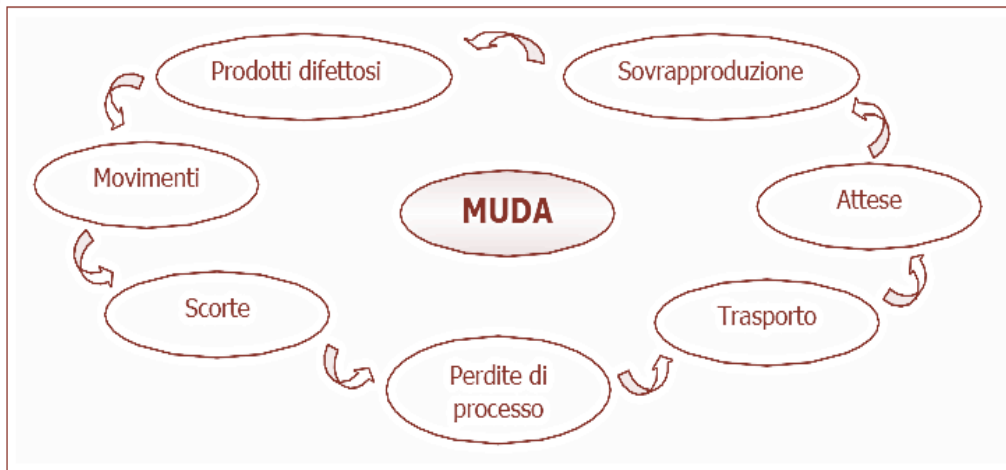 Prodotti difettosi
Sovrapproduzione
Movimenti
MUDA
Attese
Scorte
Trasporto
Perdite di
processo